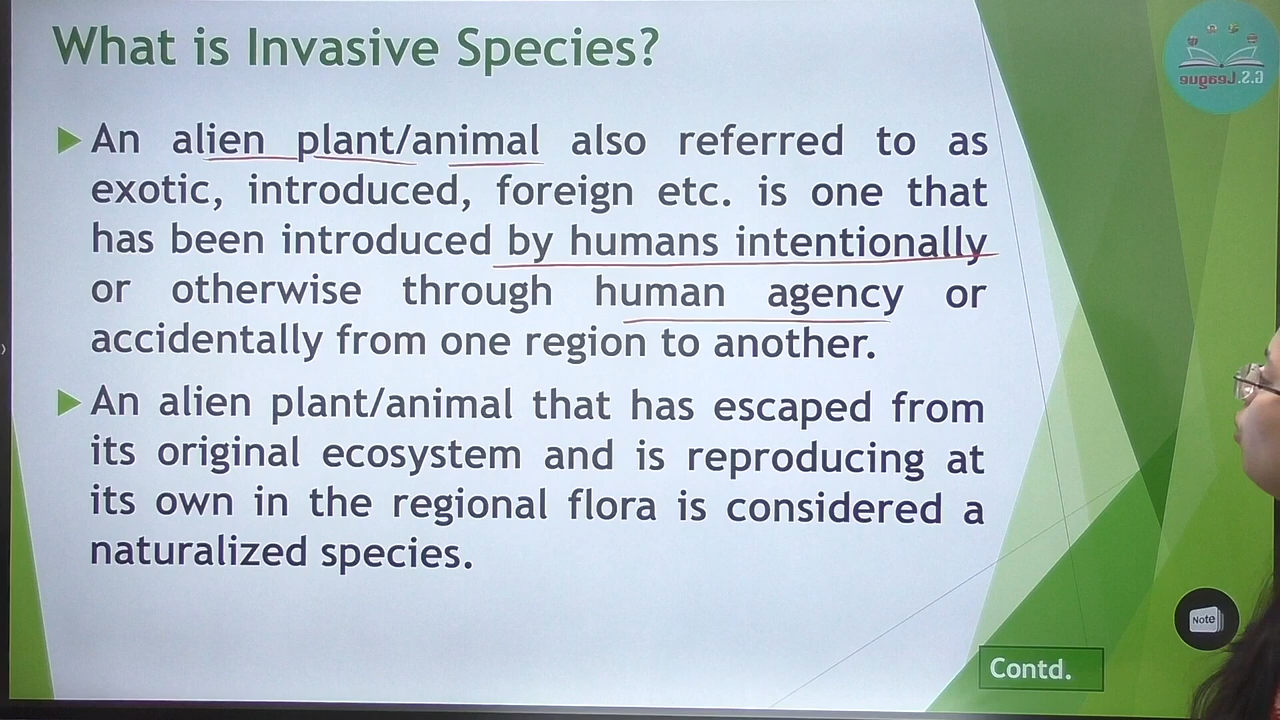 What is Invasive Species?
An alien plant/animal also referred to as
exotic, introduced, foreign etc. is one that
has been introduced by humans intentionally
or otherwise through human agency or
accidentally from one region to another.
An alien plant/animal that has escaped from
its original ecosystem and is reproducing at
its own in the regional flora is considered a
naturalized species.
Contd.
Note
G.S.League